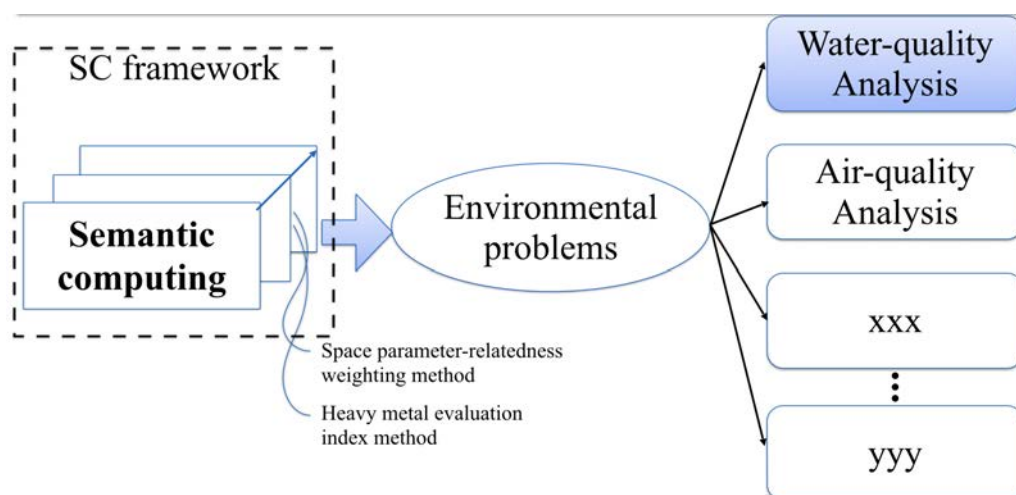 SC framework
Semantic
computing
Space parameter-relatedness
weighting method
Heavy metal evaluation
index method
Environmental
problems
Water-quality
Analysis
Air-quality
Analysis
xxx
yyy